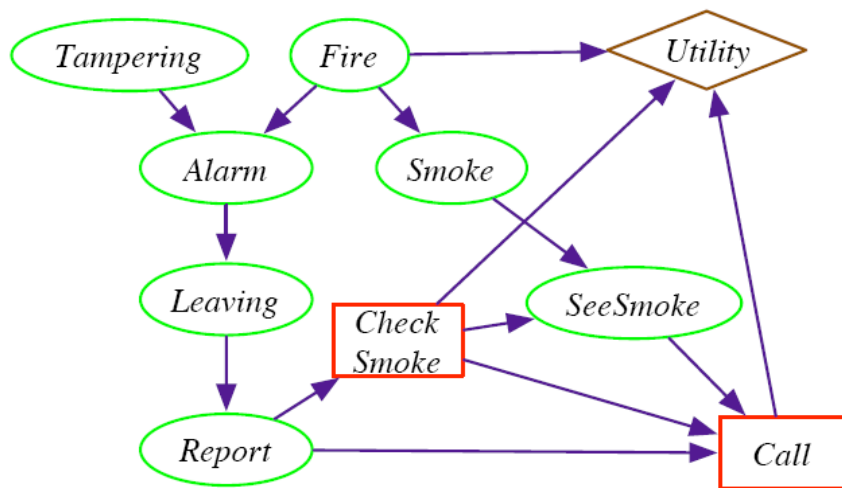 Tampering
Fire
Utility
Alarm
Smoke
Leaving
Check
Smoke
SeeSmoke
Report
Call